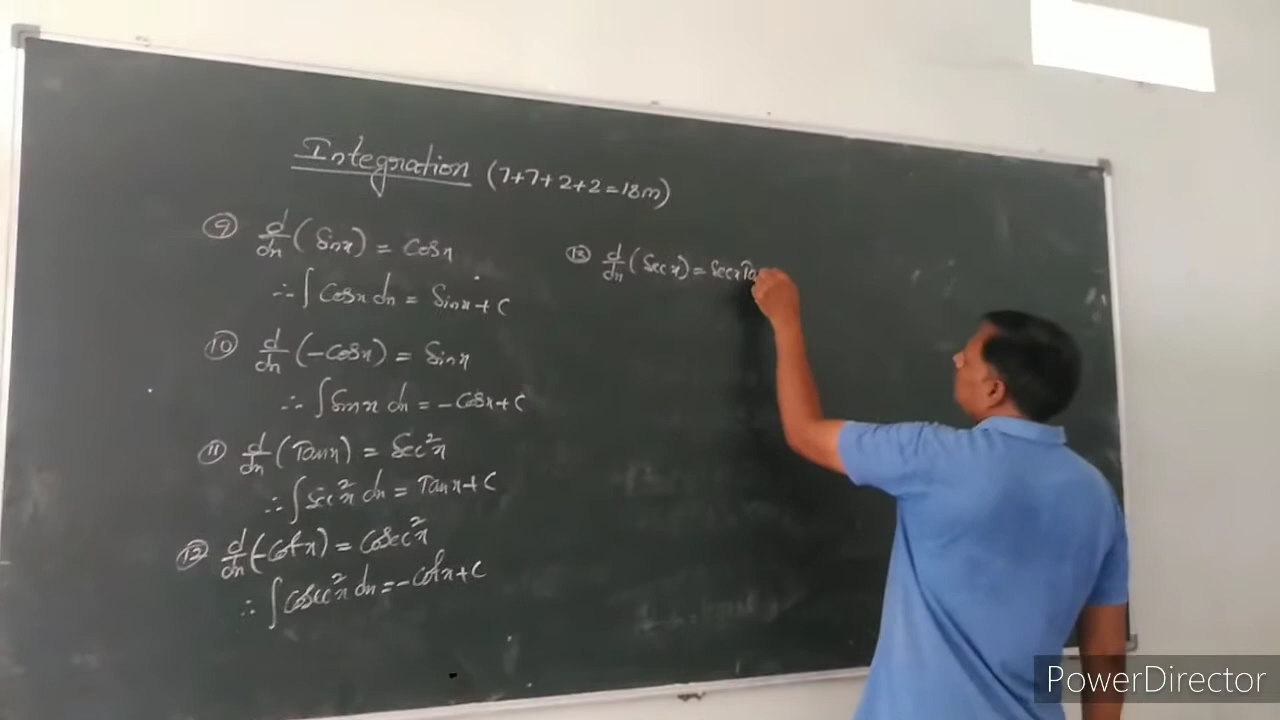 Integration (7+7+2+2=18m)
⑨ d/dx (Sinx) = Cosx
∴ ∫ Cosx dx = Sinx + C
⑩ d/dx (-Cosx) = Sinx
∴ ∫ Sinx dx = -Cosx + C
⑪ d/dx (Tanx) = Sec²x
∴ ∫ Sec²x dx = Tanx + C
⑫ d/dx (-Cotx) = Cosec²x
∴ ∫ Cosec²x dx = -Cotx + C
⑬ d/dx (Secx) = Secx Ta
PowerDirector